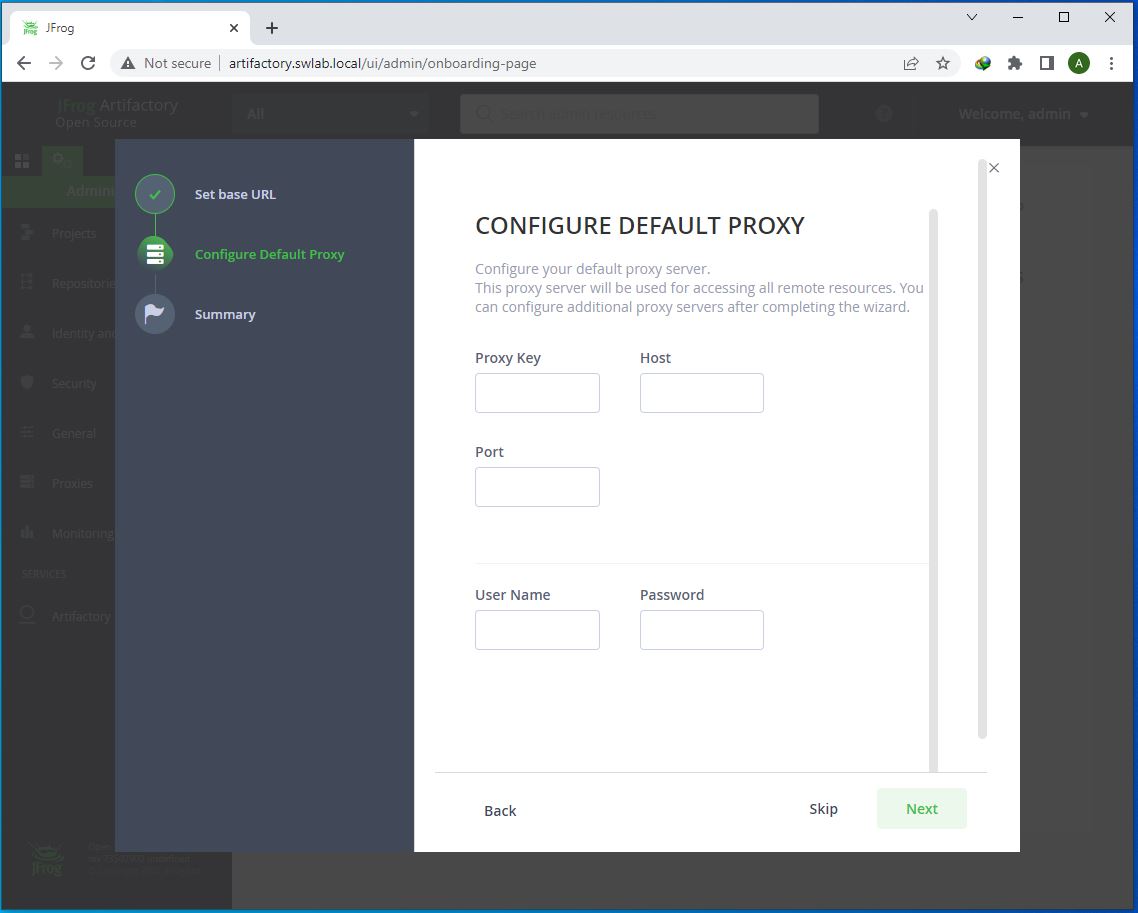 JFrog
Not secure
artifactory.swlab.local/ui/admin/onboarding-page
A
JFrog Artifactory
Open Source
All
Search admin resources
Welcome, admin
Admini
Projects
Repositorie
Identity and
Security
General
Proxies
Monitoring
SERVICES
Artifactory
JFrog
Open
Set base URL
Configure Default Proxy
Summary
CONFIGURE DEFAULT PROXY
Configure your default proxy server.
This proxy server will be used for accessing all remote resources. You
can configure additional proxy servers after completing the wizard.
Proxy Key
Host
Port
User Name
Password
Back
Skip
Next